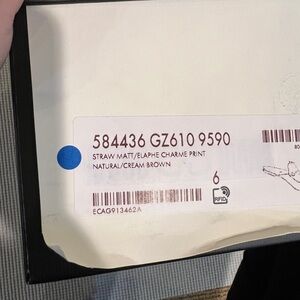 584436 GZ610 9590
STRAW MATT/ELAPHE CHARME PRINT
NATURAL/CREAM BROWN
6
RFID
ECAG913462A